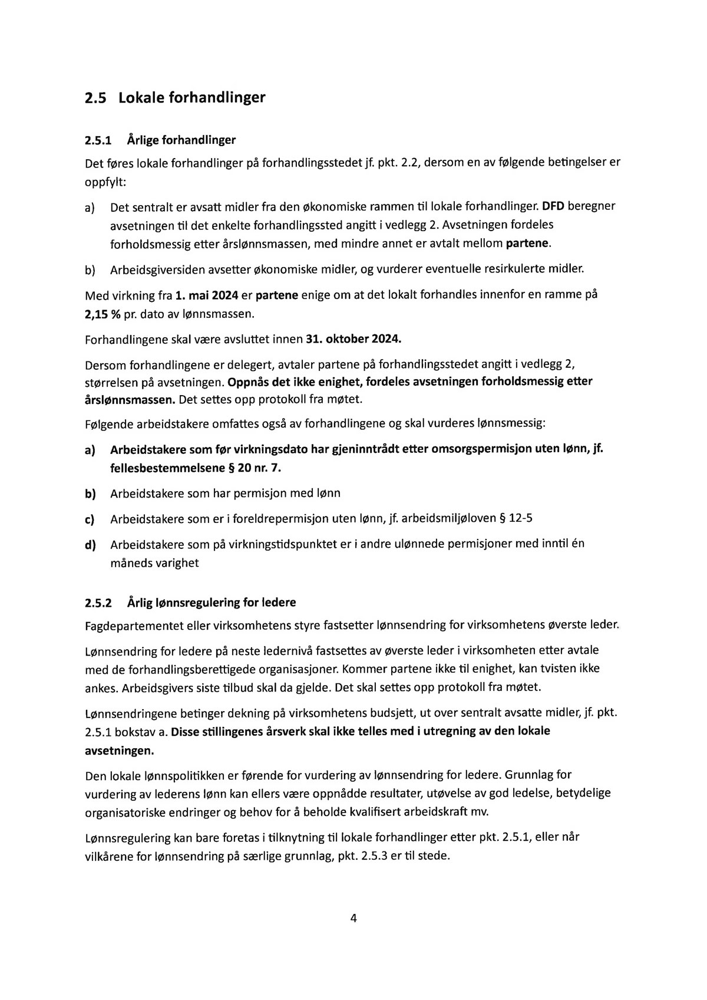 2.5 Lokale forhandlinger
2.5.1 Årlige forhandlinger
Det føres lokale forhandlinger på forhandlingsstedet jf. pkt. 2.2, dersom en av følgende betingelser er
oppfylt:
a) Det sentralt er avsatt midler fra den økonomiske rammen til lokale forhandlinger. DFD beregner
avsetningen til det enkelte forhandlingssted angitt i vedlegg 2. Avsetningen fordeles
forholdsmessig etter årslønnsmassen, med mindre annet er avtalt mellom partene.
b) Arbeidsgiversiden avsetter økonomiske midler, og vurderer eventuelle resirkulerte midler.
Med virkning fra 1. mai 2024 er partene enige om at det lokalt forhandles innenfor en ramme på
2,15 % pr. dato av lønnsmassen.
Forhandlingene skal være avsluttet innen 31. oktober 2024.
Dersom forhandlingene er delegert, avtaler partene på forhandlingsstedet angitt i vedlegg 2,
størrelsen på avsetningen. Oppnås det ikke enighet, fordeles avsetningen forholdsmessig etter
årslønnsmassen. Det settes opp protokoll fra møtet.
Følgende arbeidstakere omfattes også av forhandlingene og skal vurderes lønnsmessig:
a) Arbeidstakere som før virkningsdato har gjeninntrådt etter omsorgspermisjon uten lønn, jf.
fellesbestemmelsene § 20 nr. 7.
b) Arbeidstakere som har permisjon med lønn
c) Arbeidstakere som er i foreldrepermisjon uten lønn, jf. arbeidsmiljøloven § 12-5
d) Arbeidstakere som på virkningstidspunktet er i andre ulønnede permisjoner med inntil én
måneds varighet
2.5.2 Årlig lønnsregulering for ledere
Fagdepartementet eller virksomhetens styre fastsetter lønnsendring for virksomhetens øverste leder.
Lønnsendring for ledere på neste ledernivå fastsettes av øverste leder i virksomheten etter avtale
med de forhandlingsberettigede organisasjoner. Kommer partene ikke til enighet, kan tvisten ikke
ankes. Arbeidsgivers siste tilbud skal da gjelde. Det skal settes opp protokoll fra møtet.
Lønnsendringene betinger dekning på virksomhetens budsjett, ut over sentralt avsatte midler, jf. pkt.
2.5.1 bokstav a. Disse stillingenes årsverk skal ikke telles med i utregning av den lokale
avsetningen.
Den lokale lønnspolitikken er førende for vurdering av lønnsendring for ledere. Grunnlag for
vurdering av lederens lønn kan ellers være oppnådde resultater, utøvelse av god ledelse, betydelige
organisatoriske endringer og behov for å beholde kvalifisert arbeidskraft mv.
Lønnsregulering kan bare foretas i tilknytning til lokale forhandlinger etter pkt. 2.5.1, eller når
vilkårene for lønnsendring på særlige grunnlag, pkt. 2.5.3 er til stede.
4